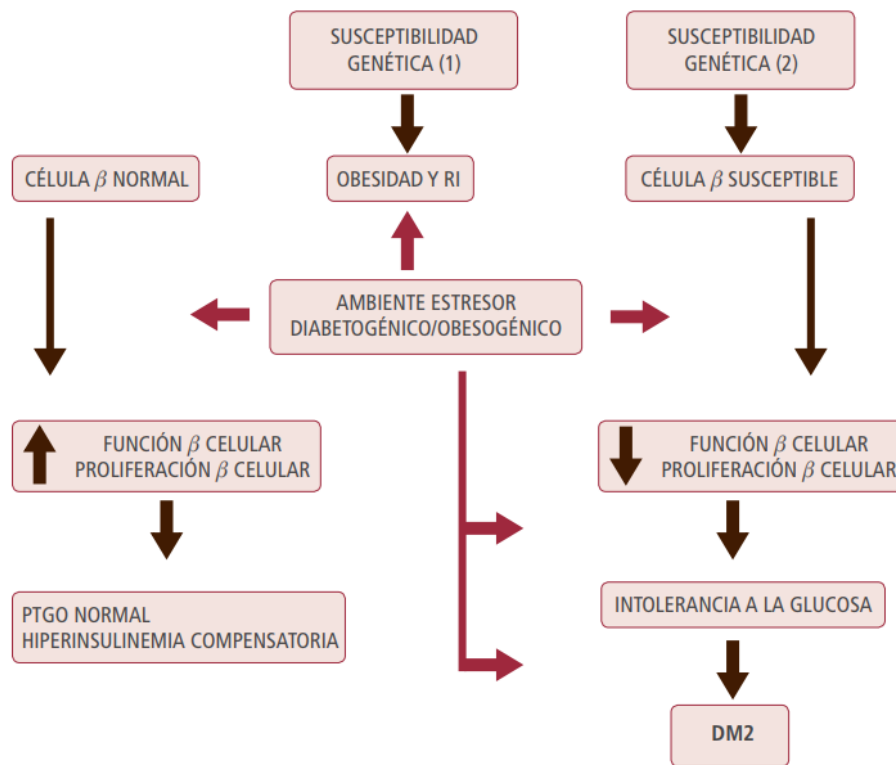 SUSCEPTIBILIDAD
GENÉTICA (1)
SUSCEPTIBILIDAD
GENÉTICA (2)
CÉLULA β NORMAL
OBESIDAD Y RI
CÉLULA β SUSCEPTIBLE
AMBIENTE ESTRESOR
DIABETOGÉNICO/OBESOGÉNICO
FUNCIÓN β CELULAR
PROLIFERACIÓN β CELULAR
FUNCIÓN β CELULAR
PROLIFERACIÓN β CELULAR
PTGO NORMAL
HIPERINSULINEMIA COMPENSATORIA
INTOLERANCIA A LA GLUCOSA
DM2